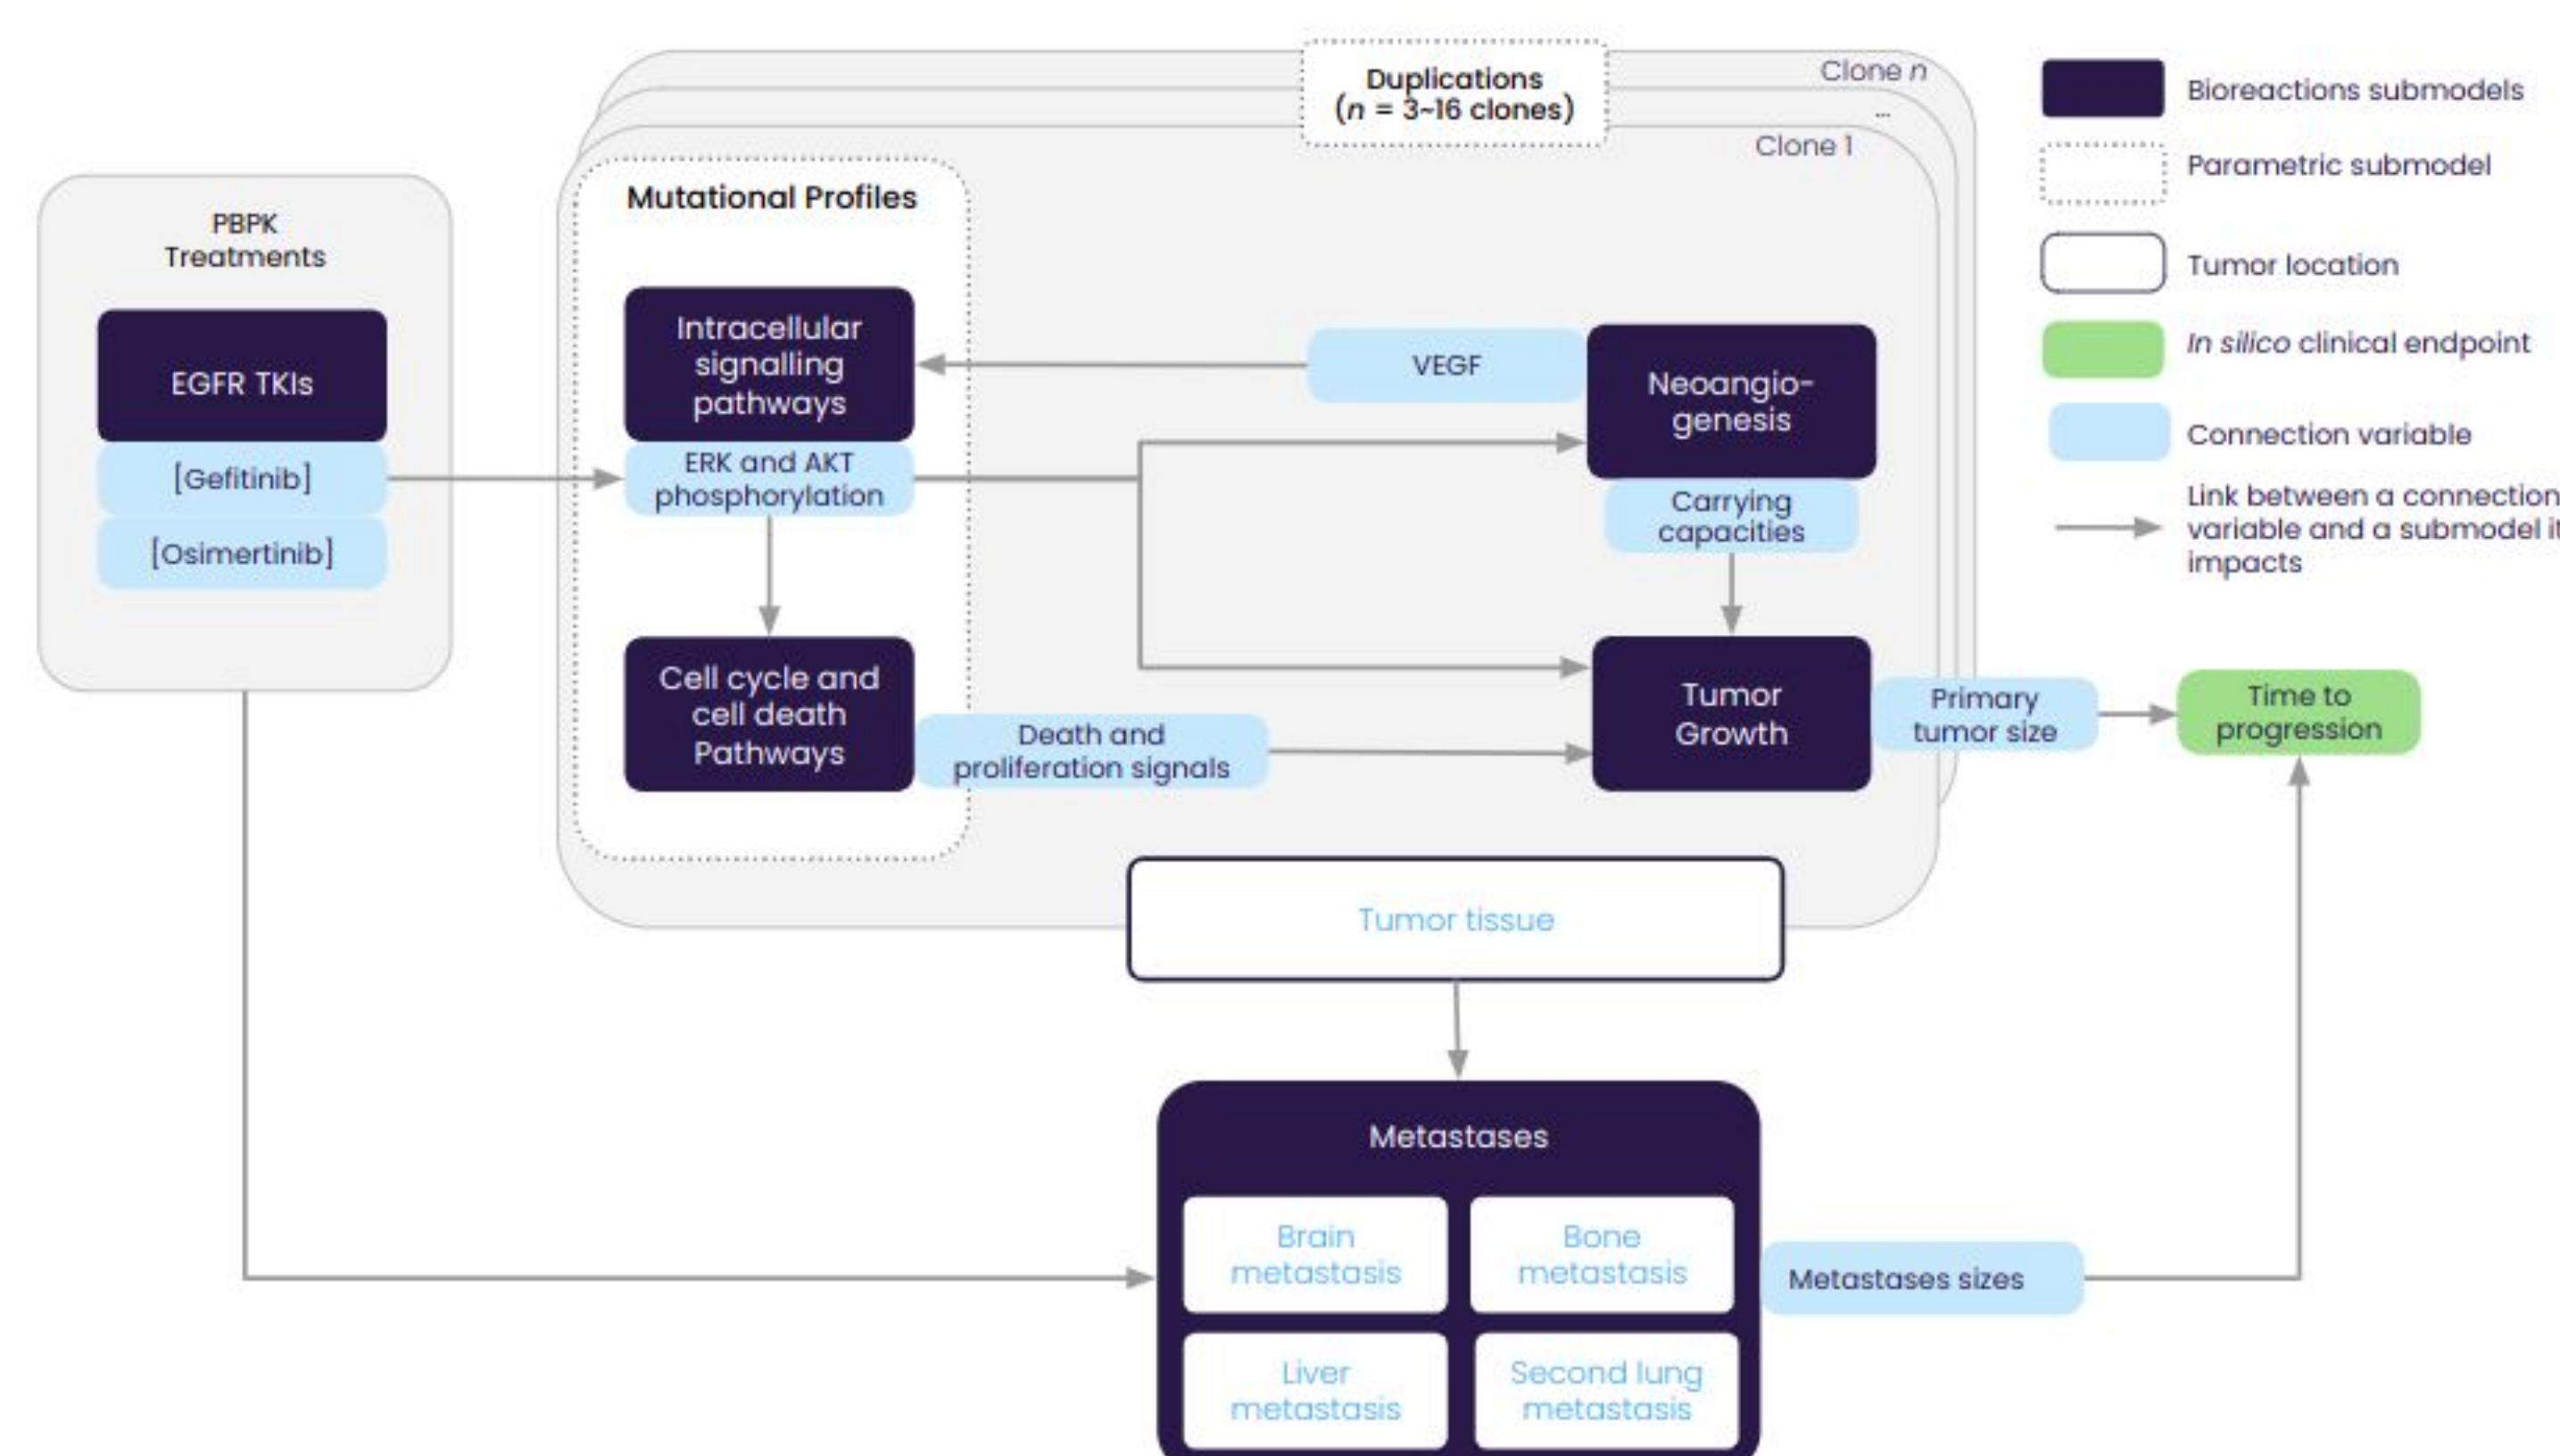 Duplications
(n = 3~16 clones)
Clone n
...
Clone 1
PBPK
Treatments
EGFR TKIs
[Gefitinib]
[Osimertinib]
Mutational Profiles
Intracellular
signalling
pathways
ERK and AKT
phosphorylation
Cell cycle and
cell death
Pathways
Death and
proliferation signals
VEGF
Neoangio-
genesis
Carrying
capacities
Tumor
Growth
Primary
tumor size
Time to
progression
Tumor tissue
Metastases
Brain
metastasis
Bone
metastasis
Liver
metastasis
Second lung
metastasis
Metastases sizes
Bioreactions submodels
Parametric submodel
Tumor location
In silico clinical endpoint
Connection variable
Link between a connection
variable and a submodel it
impacts